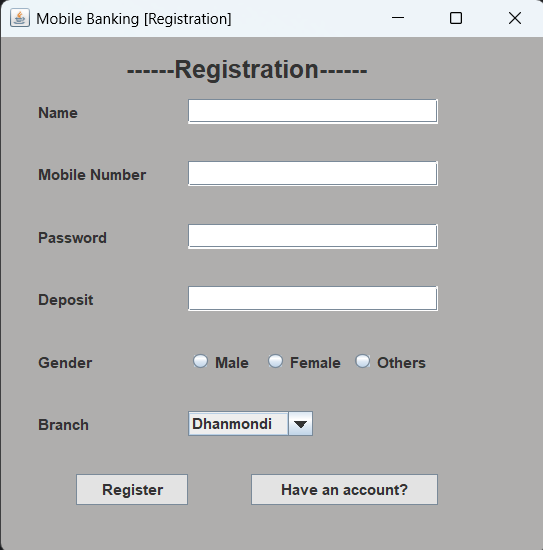 Mobile Banking [Registration]
------Registration------
Name
Mobile Number
Password
Deposit
Gender Male Female Others
Branch Dhanmondi
Register Have an account?